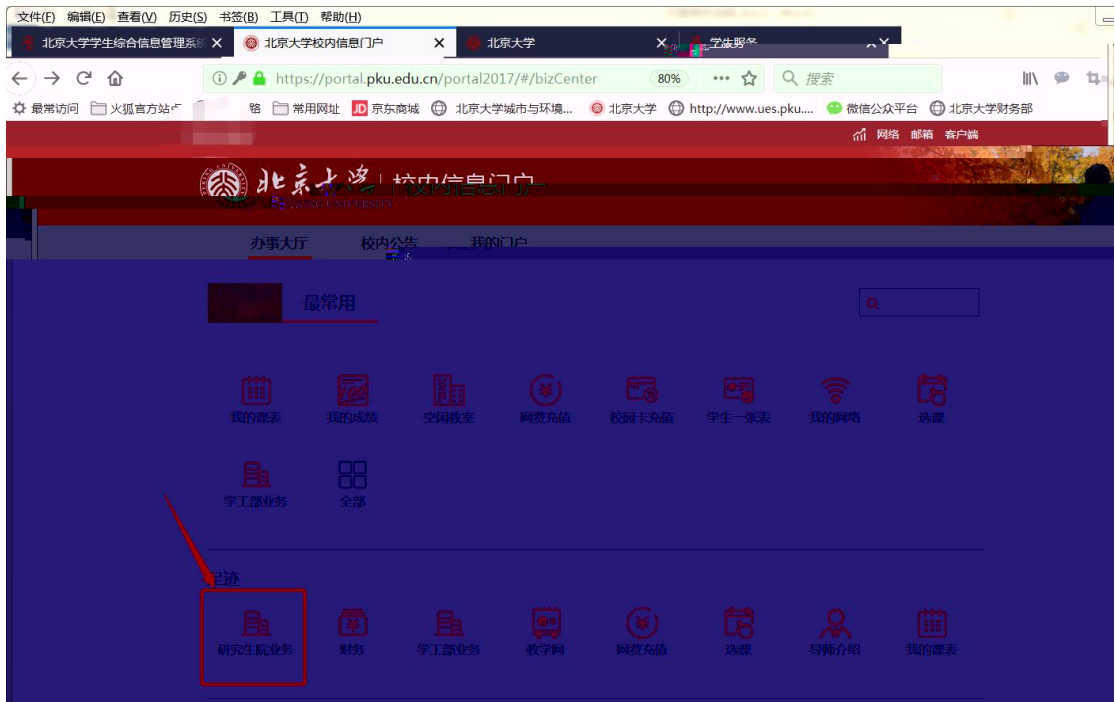 文件(F) 编辑(E) 查看(V) 历史(S) 书签(B) 工具(T) 帮助(H)
北京大学学生综合信息管理系统 北京大学校内信息门户 北京大学 学生服务
https://portal.pku.edu.cn/portal2017/#/bizCenter 80% 搜索
最常访问 火狐官方站 常用网址 京东商城 北京大学城市与环境... 北京大学 http://www.ues.pku.... 微信公众平台 北京大学财务部
网络 邮箱 客户端
北京大学 校内信息门户
办事大厅 校内公告 我的门户
最常用
我的课表 我的成绩 空闲教室 网费充值 校园卡充值 学生一张表 我的网络 选课
学工部业务 全部
足迹
研究生院业务 财务 学工部业务 教学网 网费充值 选课 导师介绍 我的课表